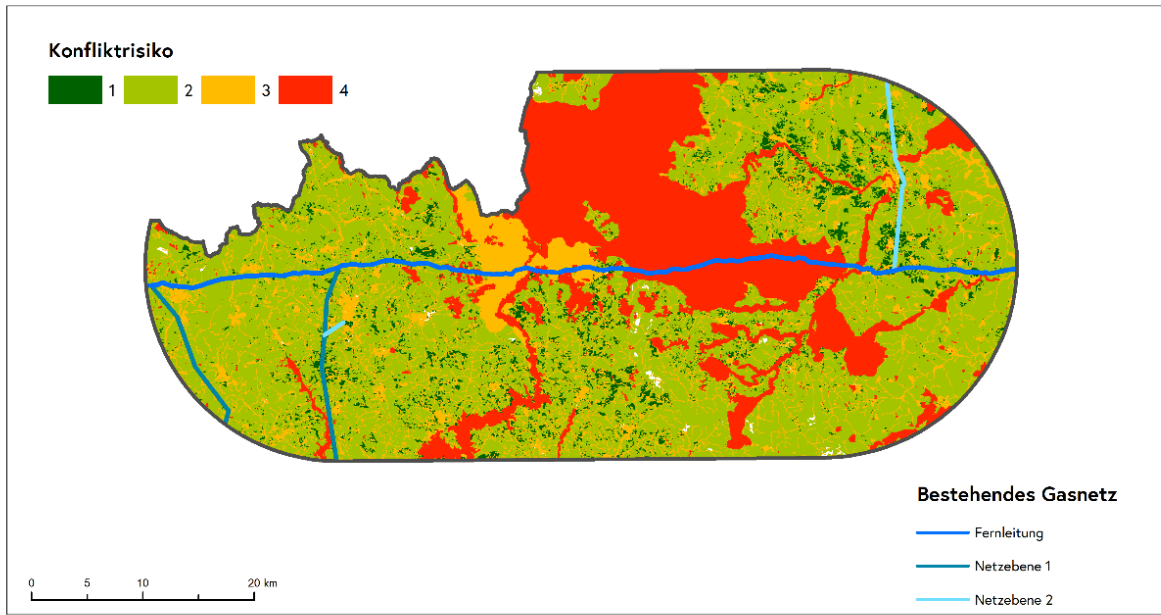 Konfliktrisiko
1 2 3 4
Bestehendes Gasnetz
Fernleitung
Netzebene 1
Netzebene 2
0 5 10 20 km